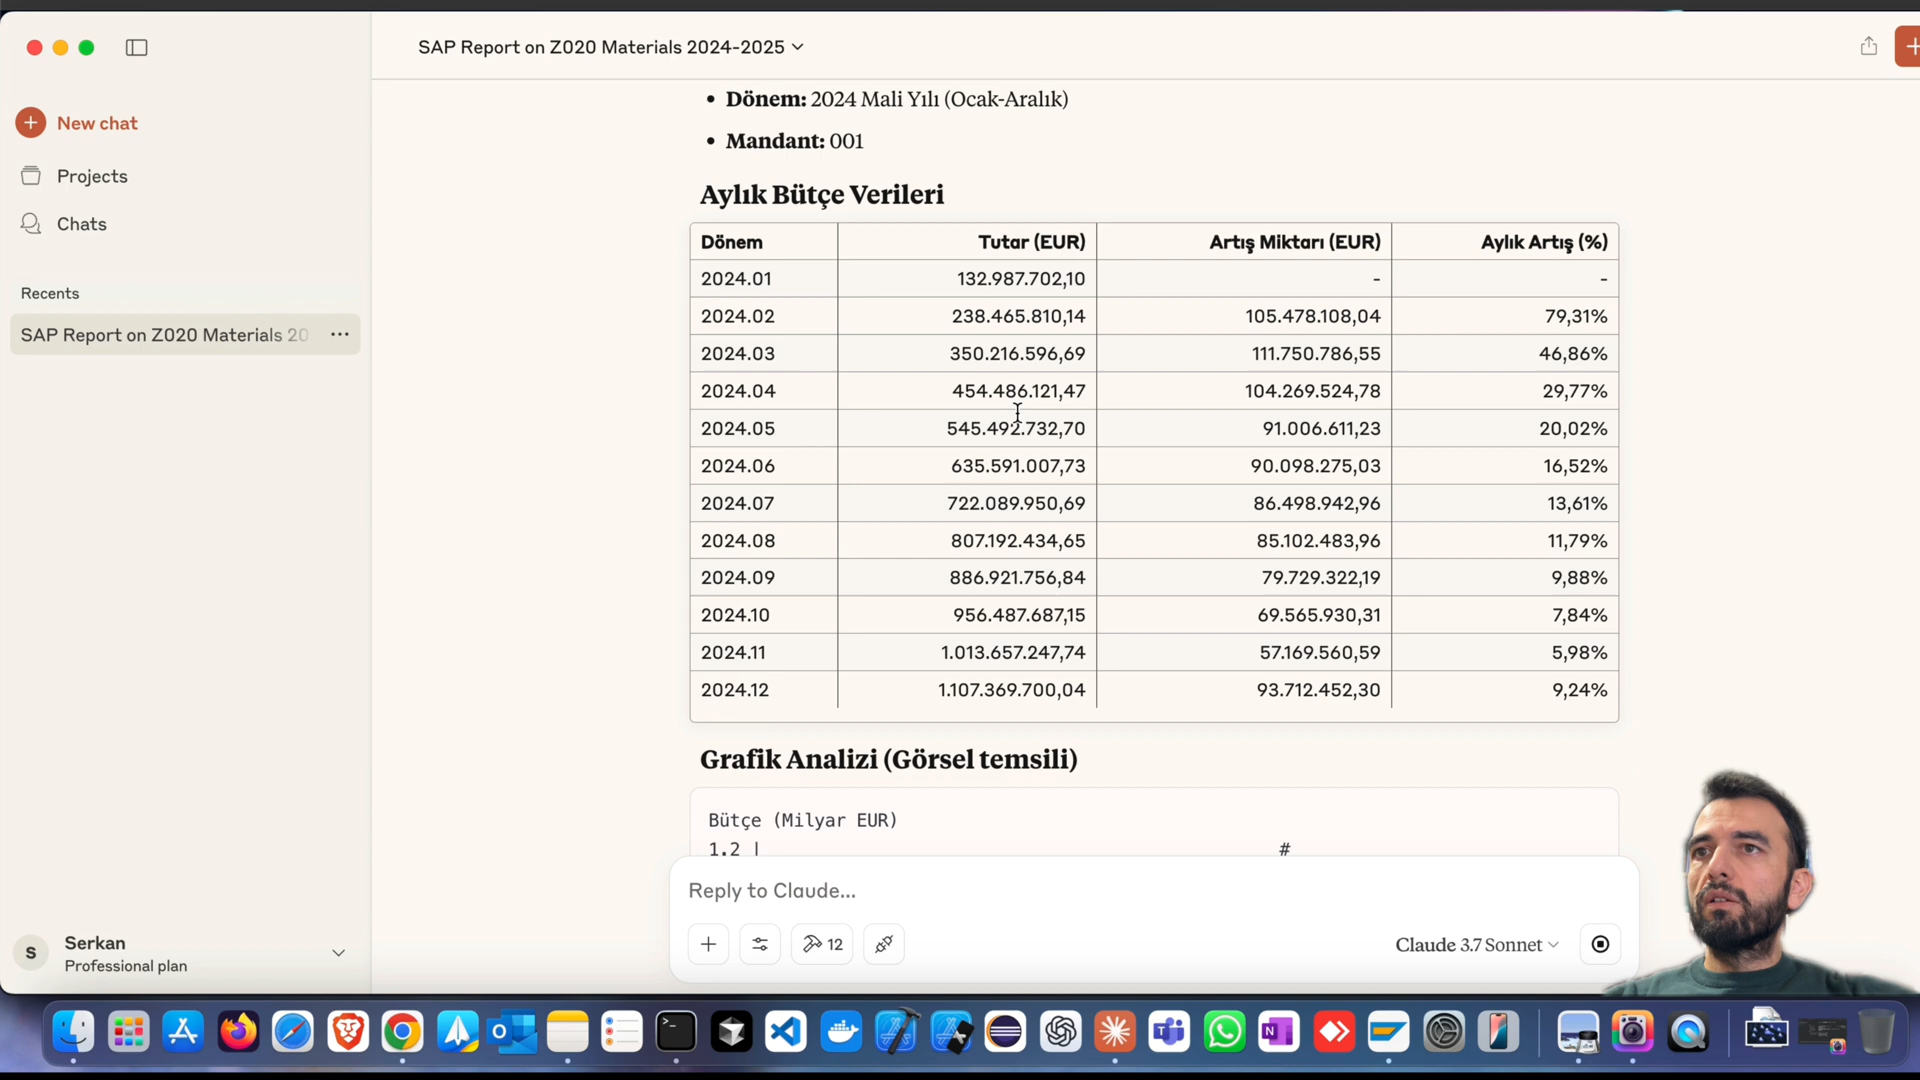 SAP Report on Z020 Materials 2024-2025
New chat
Projects
Chats
Recents
SAP Report on Z020 Materials 20
S
Serkan
Professional plan
• Dönem: 2024 Mali Yılı (Ocak-Aralık)
• Mandant: 001
Aylık Bütçe Verileri
Dönem Tutar (EUR) Artış Miktarı (EUR) Aylık Artış (%)
2024.01 132.987.702,10 - -
2024.02 238.465.810,14 105.478.108,04 79,31%
2024.03 350.216.596,69 111.750.786,55 46,86%
2024.04 454.486.121,47 104.269.524,78 29,77%
2024.05 545.492.732,70 91.006.611,23 20,02%
2024.06 635.591.007,73 90.098.275,03 16,52%
2024.07 722.089.950,69 86.498.942,96 13,61%
2024.08 807.192.434,65 85.102.483,96 11,79%
2024.09 886.921.756,84 79.729.322,19 9,88%
2024.10 956.487.687,15 69.565.930,31 7,84%
2024.11 1.013.657.247,74 57.169.560,59 5,98%
2024.12 1.107.369.700,04 93.712.452,30 9,24%
Grafik Analizi (Görsel temsili)
Bütçe (Milyar EUR)
1.2 | #
Reply to Claude...
12
Claude 3.7 Sonnet